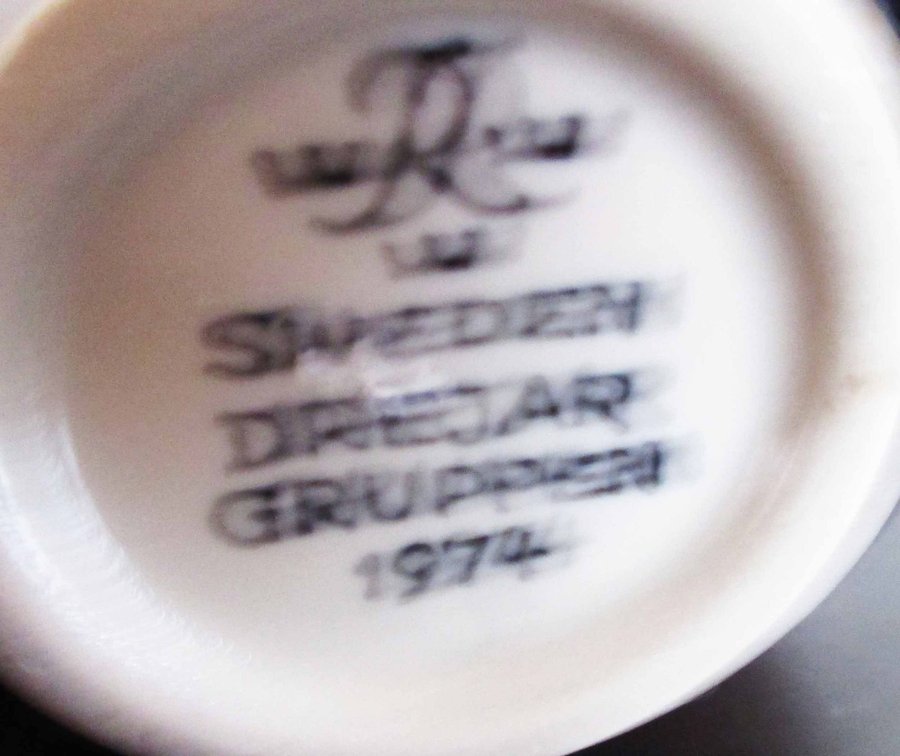 R
SWEDEN
DREJAR
GRUPPEN
1974